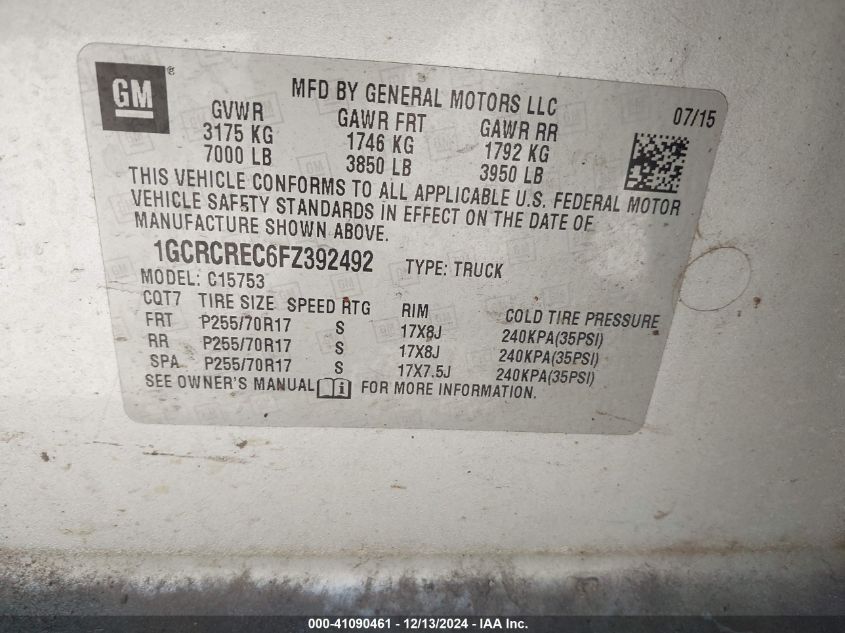 GM ®
MFD BY GENERAL MOTORS LLC
07/15
GVWR GAWR FRT GAWR RR
3175 KG 1746 KG 1792 KG
7000 LB 3850 LB 3950 LB
THIS VEHICLE CONFORMS TO ALL APPLICABLE U.S. FEDERAL MOTOR
VEHICLE SAFETY STANDARDS IN EFFECT ON THE DATE OF
MANUFACTURE SHOWN ABOVE.
1GCRCREC6FZ392492 TYPE: TRUCK
MODEL: C15753
CQT7 TIRE SIZE SPEED RTG RIM COLD TIRE PRESSURE
FRT P255/70R17 S 17X8J 240KPA(35PSI)
RR P255/70R17 S 17X8J 240KPA(35PSI)
SPA P255/70R17 S 17X7.5J 240KPA(35PSI)
SEE OWNER'S MANUAL FOR MORE INFORMATION.
000-41090461 - 12/13/2024 - IAA Inc.